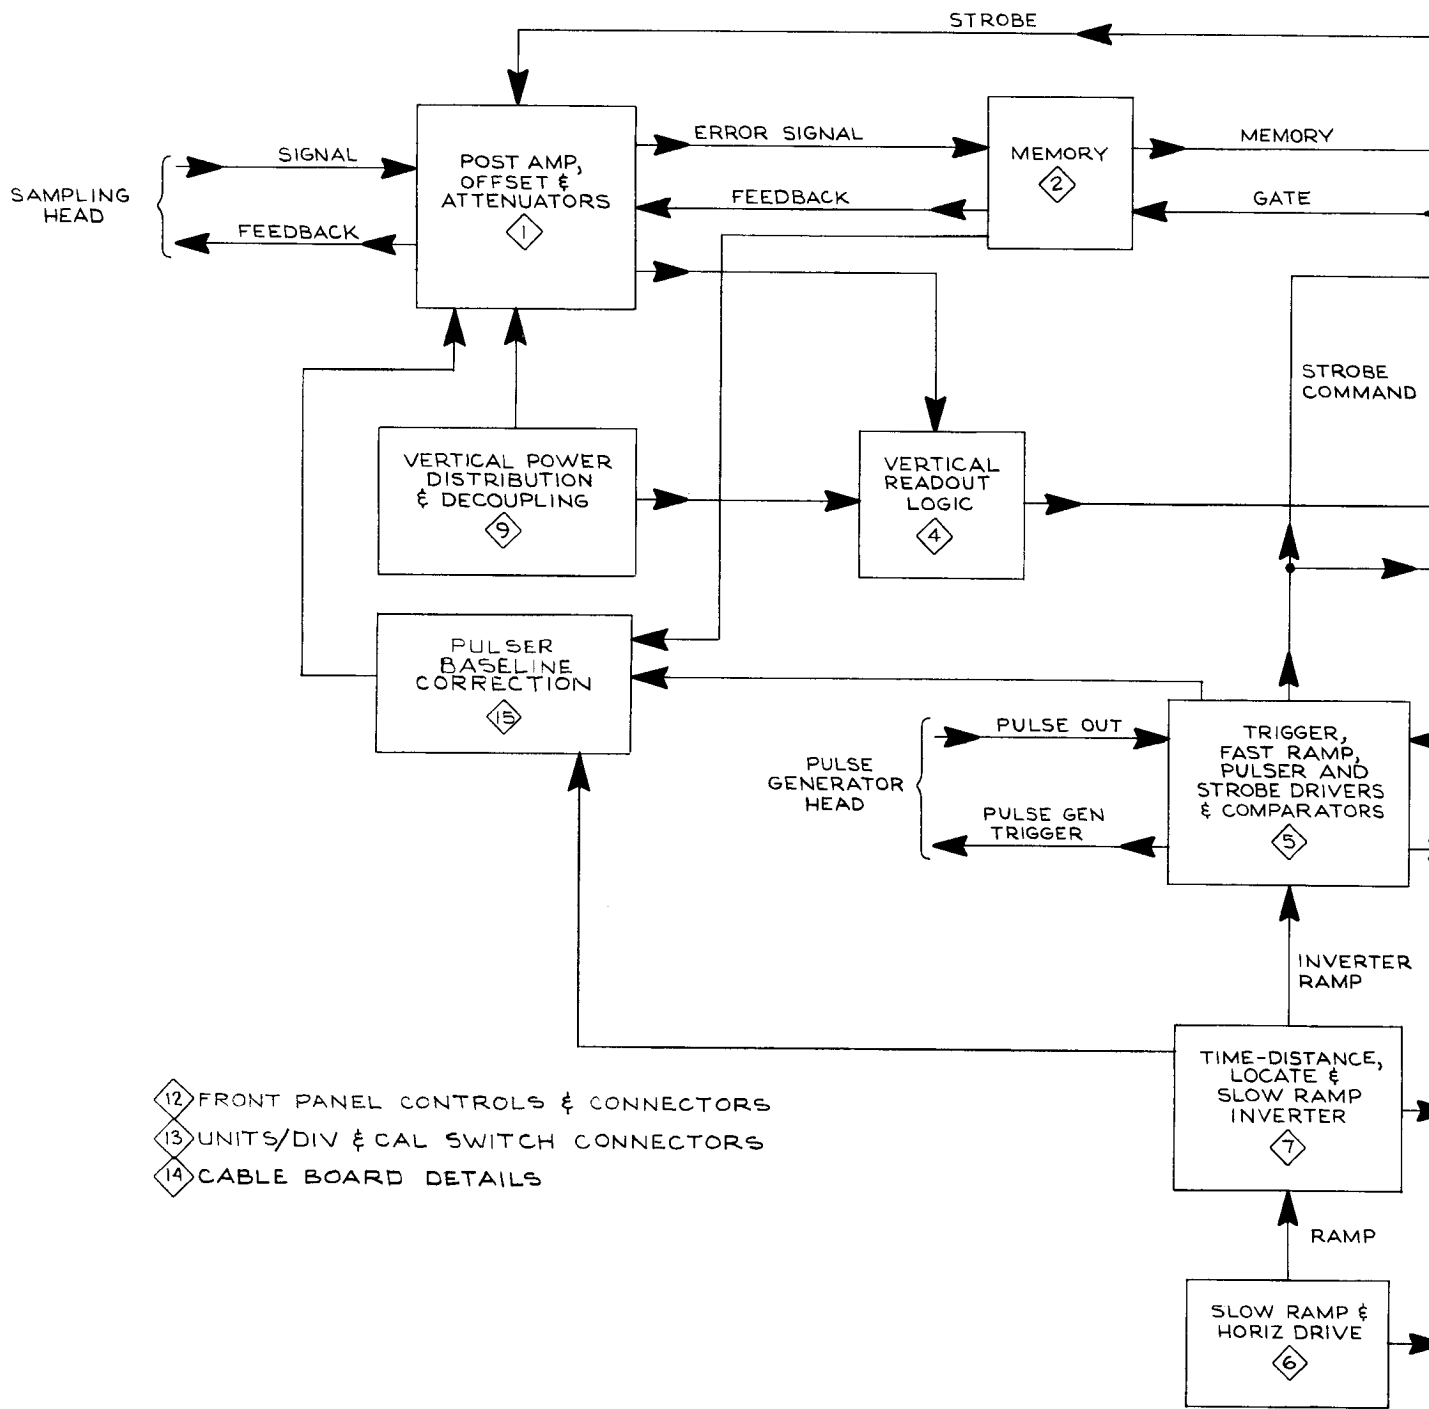 STROBE
ERROR SIGNAL
MEMORY
SIGNAL
POST AMP,
OFFSET &
ATTENUATORS
1
MEMORY
2
SAMPLING
HEAD
FEEDBACK
GATE
FEEDBACK
STROBE
COMMAND
VERTICAL POWER
DISTRIBUTION
& DECOUPLING
9
VERTICAL
READOUT
LOGIC
4
PULSER
BASELINE
CORRECTION
15
PULSE OUT
PULSE
GENERATOR
HEAD
PULSE GEN
TRIGGER
TRIGGER,
FAST RAMP,
PULSER AND
STROBE DRIVERS
& COMPARATORS
5
INVERTER
RAMP
TIME-DISTANCE,
LOCATE &
SLOW RAMP
INVERTER
7
12 FRONT PANEL CONTROLS & CONNECTORS
13 UNITS/DIV & CAL SWITCH CONNECTORS
14 CABLE BOARD DETAILS
RAMP
SLOW RAMP &
HORIZ DRIVE
6